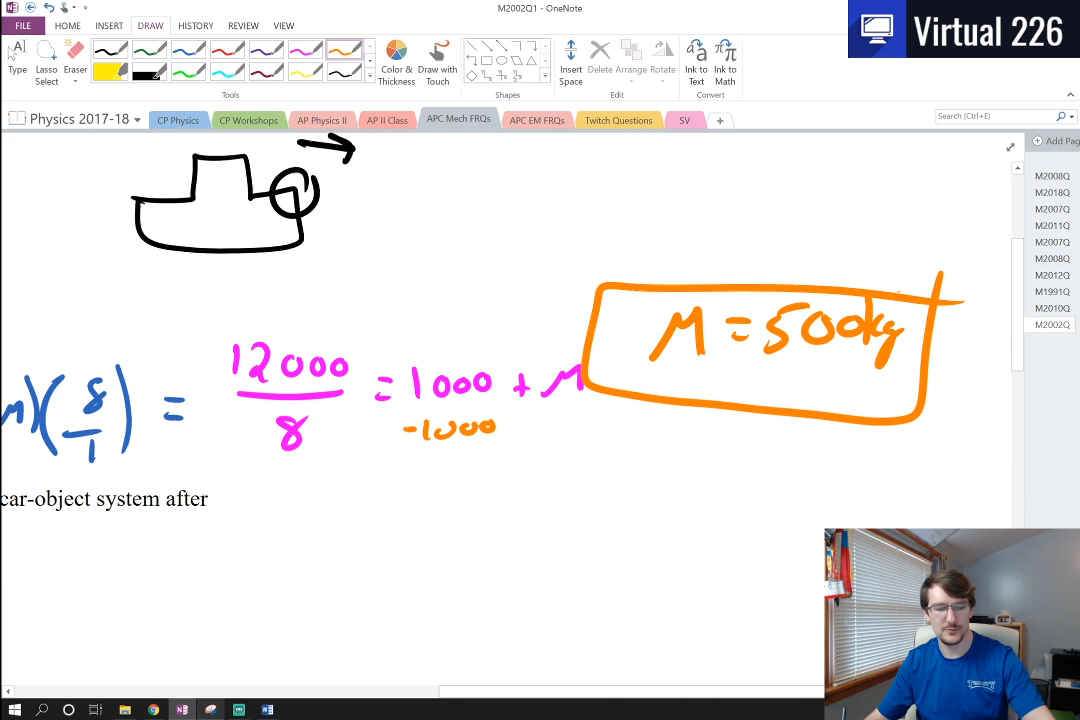 M2002Q1 - OneNote
FILE HOME INSERT DRAW HISTORY REVIEW VIEW
Virtual 226
Type Lasso Select Eraser Color & Thickness Draw with Touch Insert Space Delete Arrange Rotate Ink to Text Ink to Math
Tools Shapes Edit Convert
Physics 2017-18 CP Physics CP Workshops AP Physics II AP II Class APC Mech FRQs APC EM FRQs Twitch Questions SV
Search (Ctrl+E)
Add Pag
M2008Q
M2018Q
M2007Q
M2011Q
M2007Q
M2008Q
M2012Q
M1991Q
M2010Q
M2002Q
M = 500kg
M)(8/1) = 12000/8 = 1000 + M
-1000
car-object system after